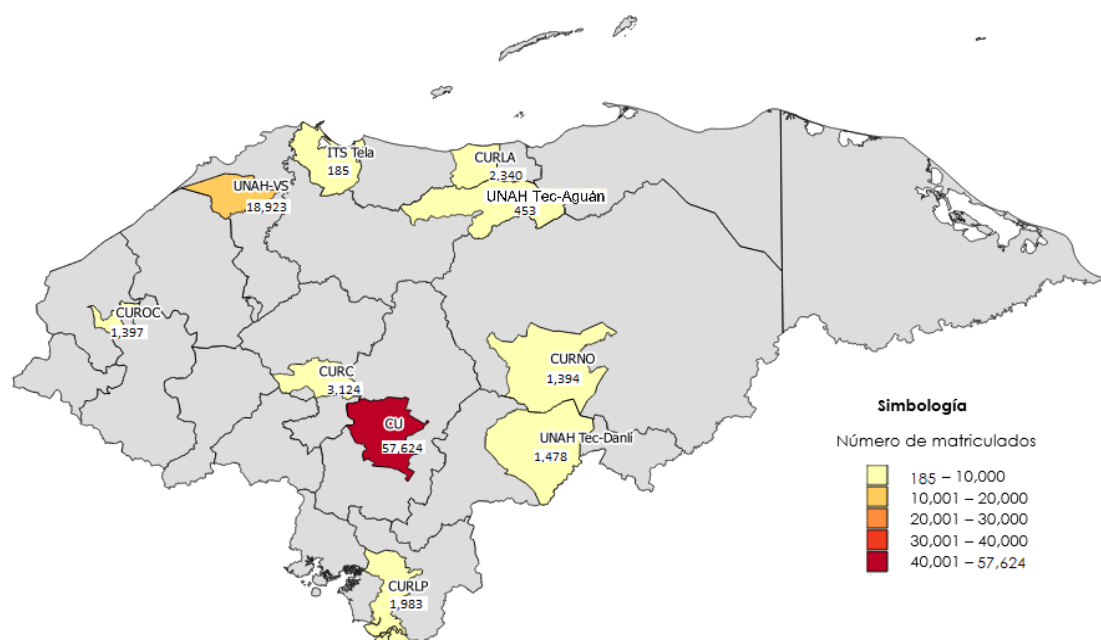 ITS Tela
185
CURLA
2,340
UNAH-VS
18,923
UNAH Tec-Aguán
453
CUROC
1,397
CURC
3,124
CURNO
1,394
CU
57,624
UNAH Tec-Danlí
1,478
CURLP
1,983
Simbología
Número de matriculados
185 – 10,000
10,001 – 20,000
20,001 – 30,000
30,001 – 40,000
40,001 – 57,624